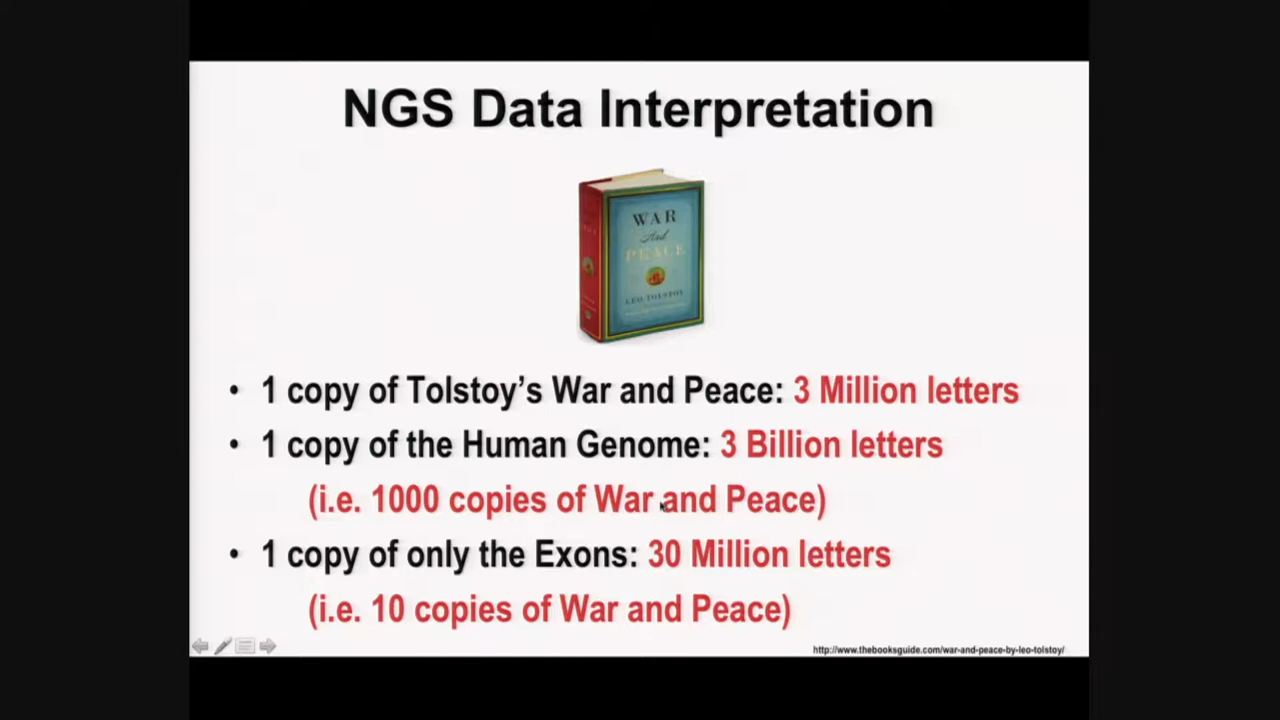 NGS Data Interpretation
WAR
And
PEACE
LEO TOLSTOY
• 1 copy of Tolstoy’s War and Peace: 3 Million letters
• 1 copy of the Human Genome: 3 Billion letters
(i.e. 1000 copies of War and Peace)
• 1 copy of only the Exons: 30 Million letters
(i.e. 10 copies of War and Peace)
http://www.thebooksguide.com/war-and-peace-by-leo-tolstoy/